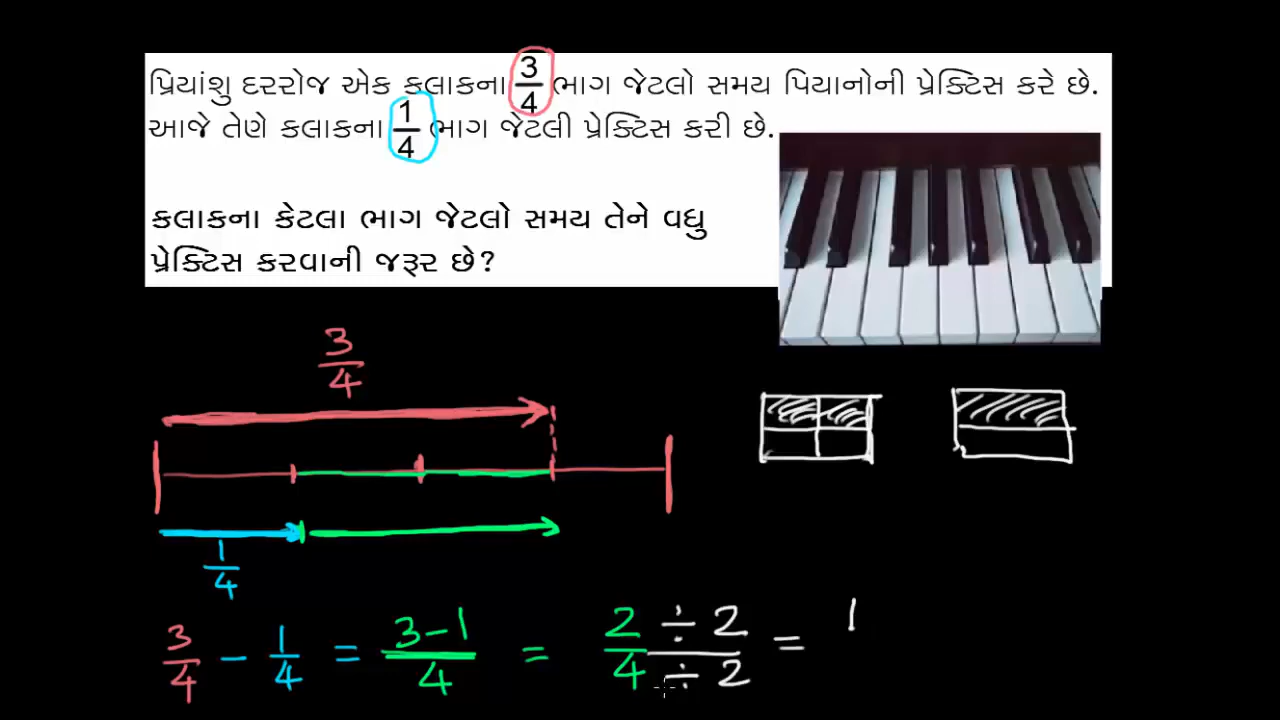 પ્રિયાંશુ દરરોજ એક કલાકના 3/4 ભાગ જેટલો સમય પિયાનોની પ્રેક્ટિસ કરે છે.
આજે તેણે કલાકના 1/4 ભાગ જેટલી પ્રેક્ટિસ કરી છે.
કલાકના કેટલા ભાગ જેટલો સમય તેને વધુ
પ્રેક્ટિસ કરવાની જરૂર છે?
3/4
1/4
3/4 - 1/4 = 3-1/4 = 2/4 ÷ 2/÷ 2 = 1